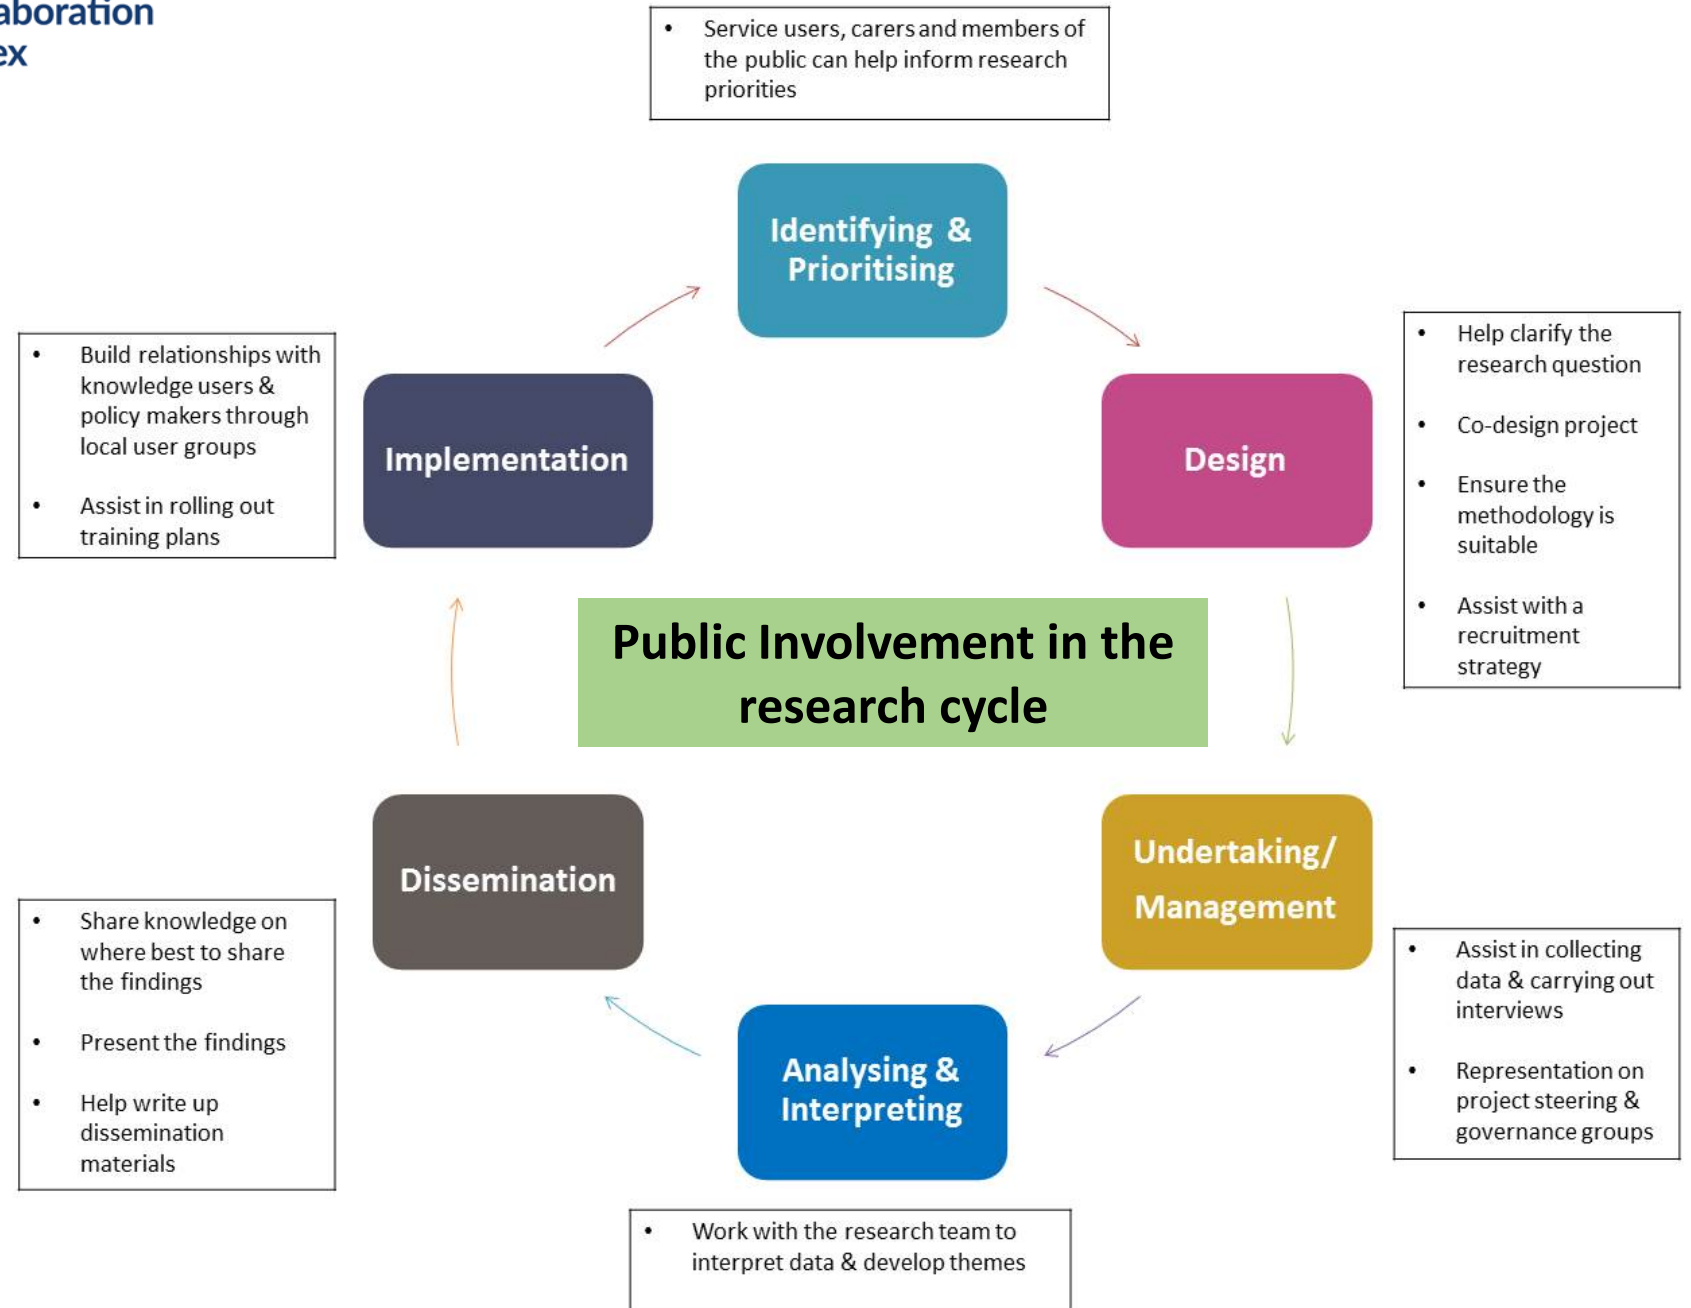 aboration
ex
• Service users, carers and members of
the public can help inform research
priorities
Identifying &
Prioritising
• Help clarify the
research question
• Co-design project
• Ensure the
methodology is
suitable
• Assist with a
recruitment
strategy
Design
• Build relationships with
knowledge users &
policy makers through
local user groups
• Assist in rolling out
training plans
Implementation
Public Involvement in the
research cycle
Undertaking/
Management
• Assist in collecting
data & carrying out
interviews
• Representation on
project steering &
governance groups
Dissemination
• Share knowledge on
where best to share
the findings
• Present the findings
• Help write up
dissemination
materials
Analysing &
Interpreting
• Work with the research team to
interpret data & develop themes